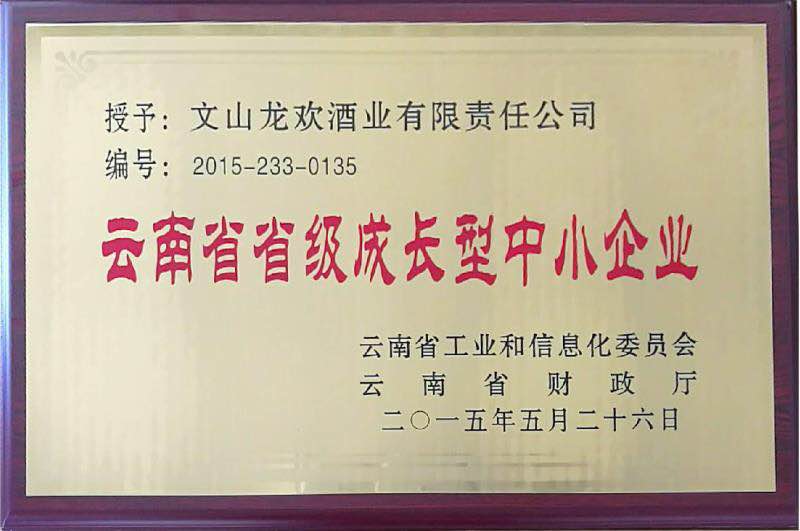 授予：文山龙欢酒业有限责任公司
编号：2015-233-0135
云南省省级成长型中小企业
云南省工业和信息化委员会
云南省财政厅
二〇一五年五月二十六日